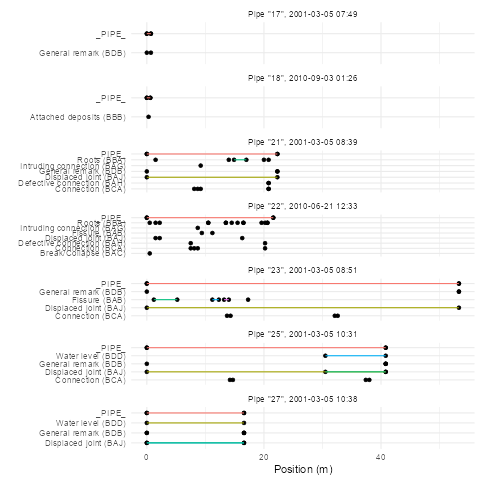 Pipe "17", 2001-03-05 07:49
_PIPE_
General remark (BDB)
Pipe "18", 2010-09-03 01:26
_PIPE_
Attached deposits (BBB)
Pipe "21", 2001-03-05 08:39
_PIPE_
Roots (BBA)
Intruding connection (BAG)
General remark (BDB)
Displaced joint (BAJ)
Defective connection (BAH)
Connection (BCA)
Pipe "22", 2010-06-21 12:33
_PIPE_
Roots (BBA)
Intruding connection (BAG)
Fissure (BAB)
Displaced joint (BAJ)
Defective connection (BAH)
Connection (BCA)
Break/Collapse (BAC)
Pipe "23", 2001-03-05 08:51
_PIPE_
General remark (BDB)
Fissure (BAB)
Displaced joint (BAJ)
Connection (BCA)
Pipe "25", 2001-03-05 10:31
_PIPE_
Water level (BDD)
General remark (BDB)
Displaced joint (BAJ)
Connection (BCA)
Pipe "27", 2001-03-05 10:38
_PIPE_
Water level (BDD)
General remark (BDB)
Displaced joint (BAJ)
0 20 40
Position (m)